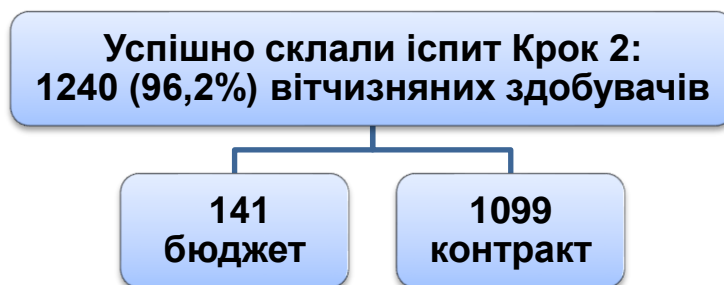 Успішно склали іспит Крок 2:
1240 (96,2%) вітчизняних здобувачів
141
бюджет
1099
контракт